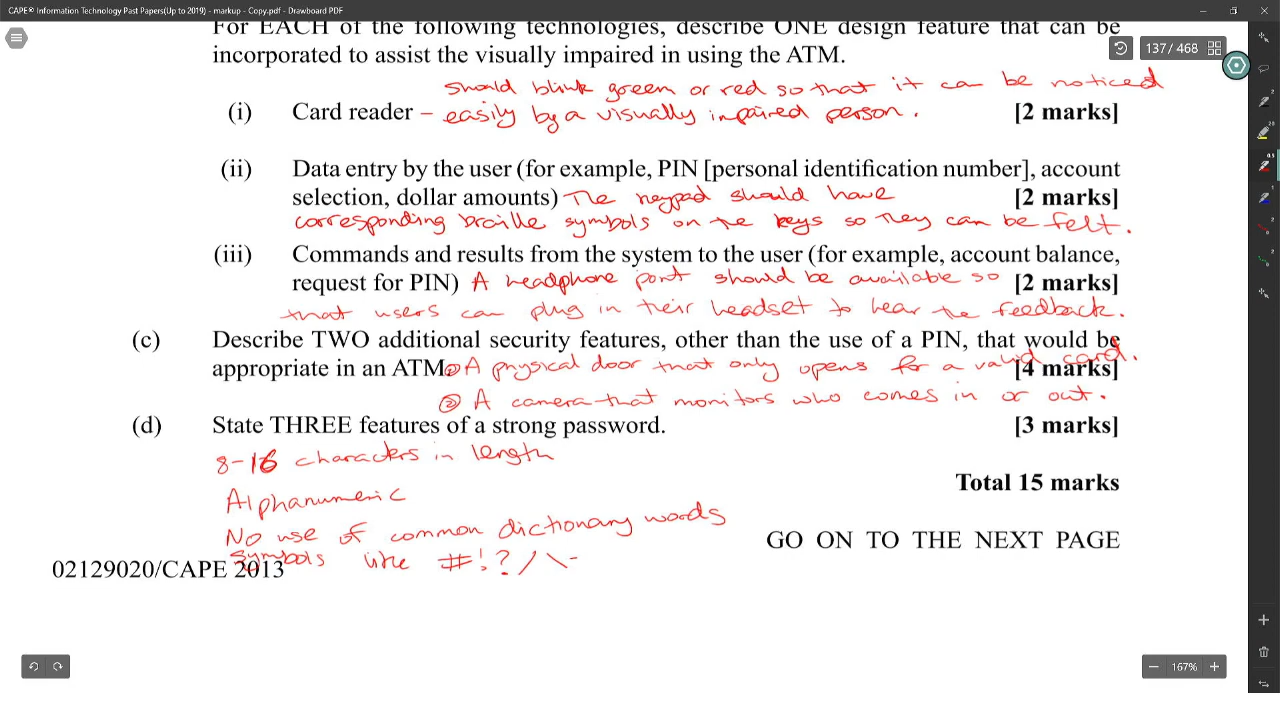 CAPE® Information Technology Past Papers(Up to 2019) - markup - Copy.pdf - Drawboard PDF
For EACH of the following technologies, describe ONE design feature that can be
incorporated to assist the visually impaired in using the ATM.
137 / 468
should blink green or red so that it can be noticed
(i) Card reader – easily by a visually impaired person. [2 marks]
(ii) Data entry by the user (for example, PIN [personal identification number], account
selection, dollar amounts) The keypad should have [2 marks]
corresponding braille symbols on the keys so they can be felt.
(iii) Commands and results from the system to the user (for example, account balance,
request for PIN) A headphone port should be available so [2 marks]
that users can plug in their headset to hear the feedback.
(c) Describe TWO additional security features, other than the use of a PIN, that would be
appropriate in an ATM. ① A physical door that only opens for a valid card. [4 marks]
② A camera that monitors who comes in or out.
(d) State THREE features of a strong password. [3 marks]
8-16 characters in length
Total 15 marks
Alphanumeric
No use of common dictionary words
GO ON TO THE NEXT PAGE
symbols like #!?/\-
02129020/CAPE 2013
167%